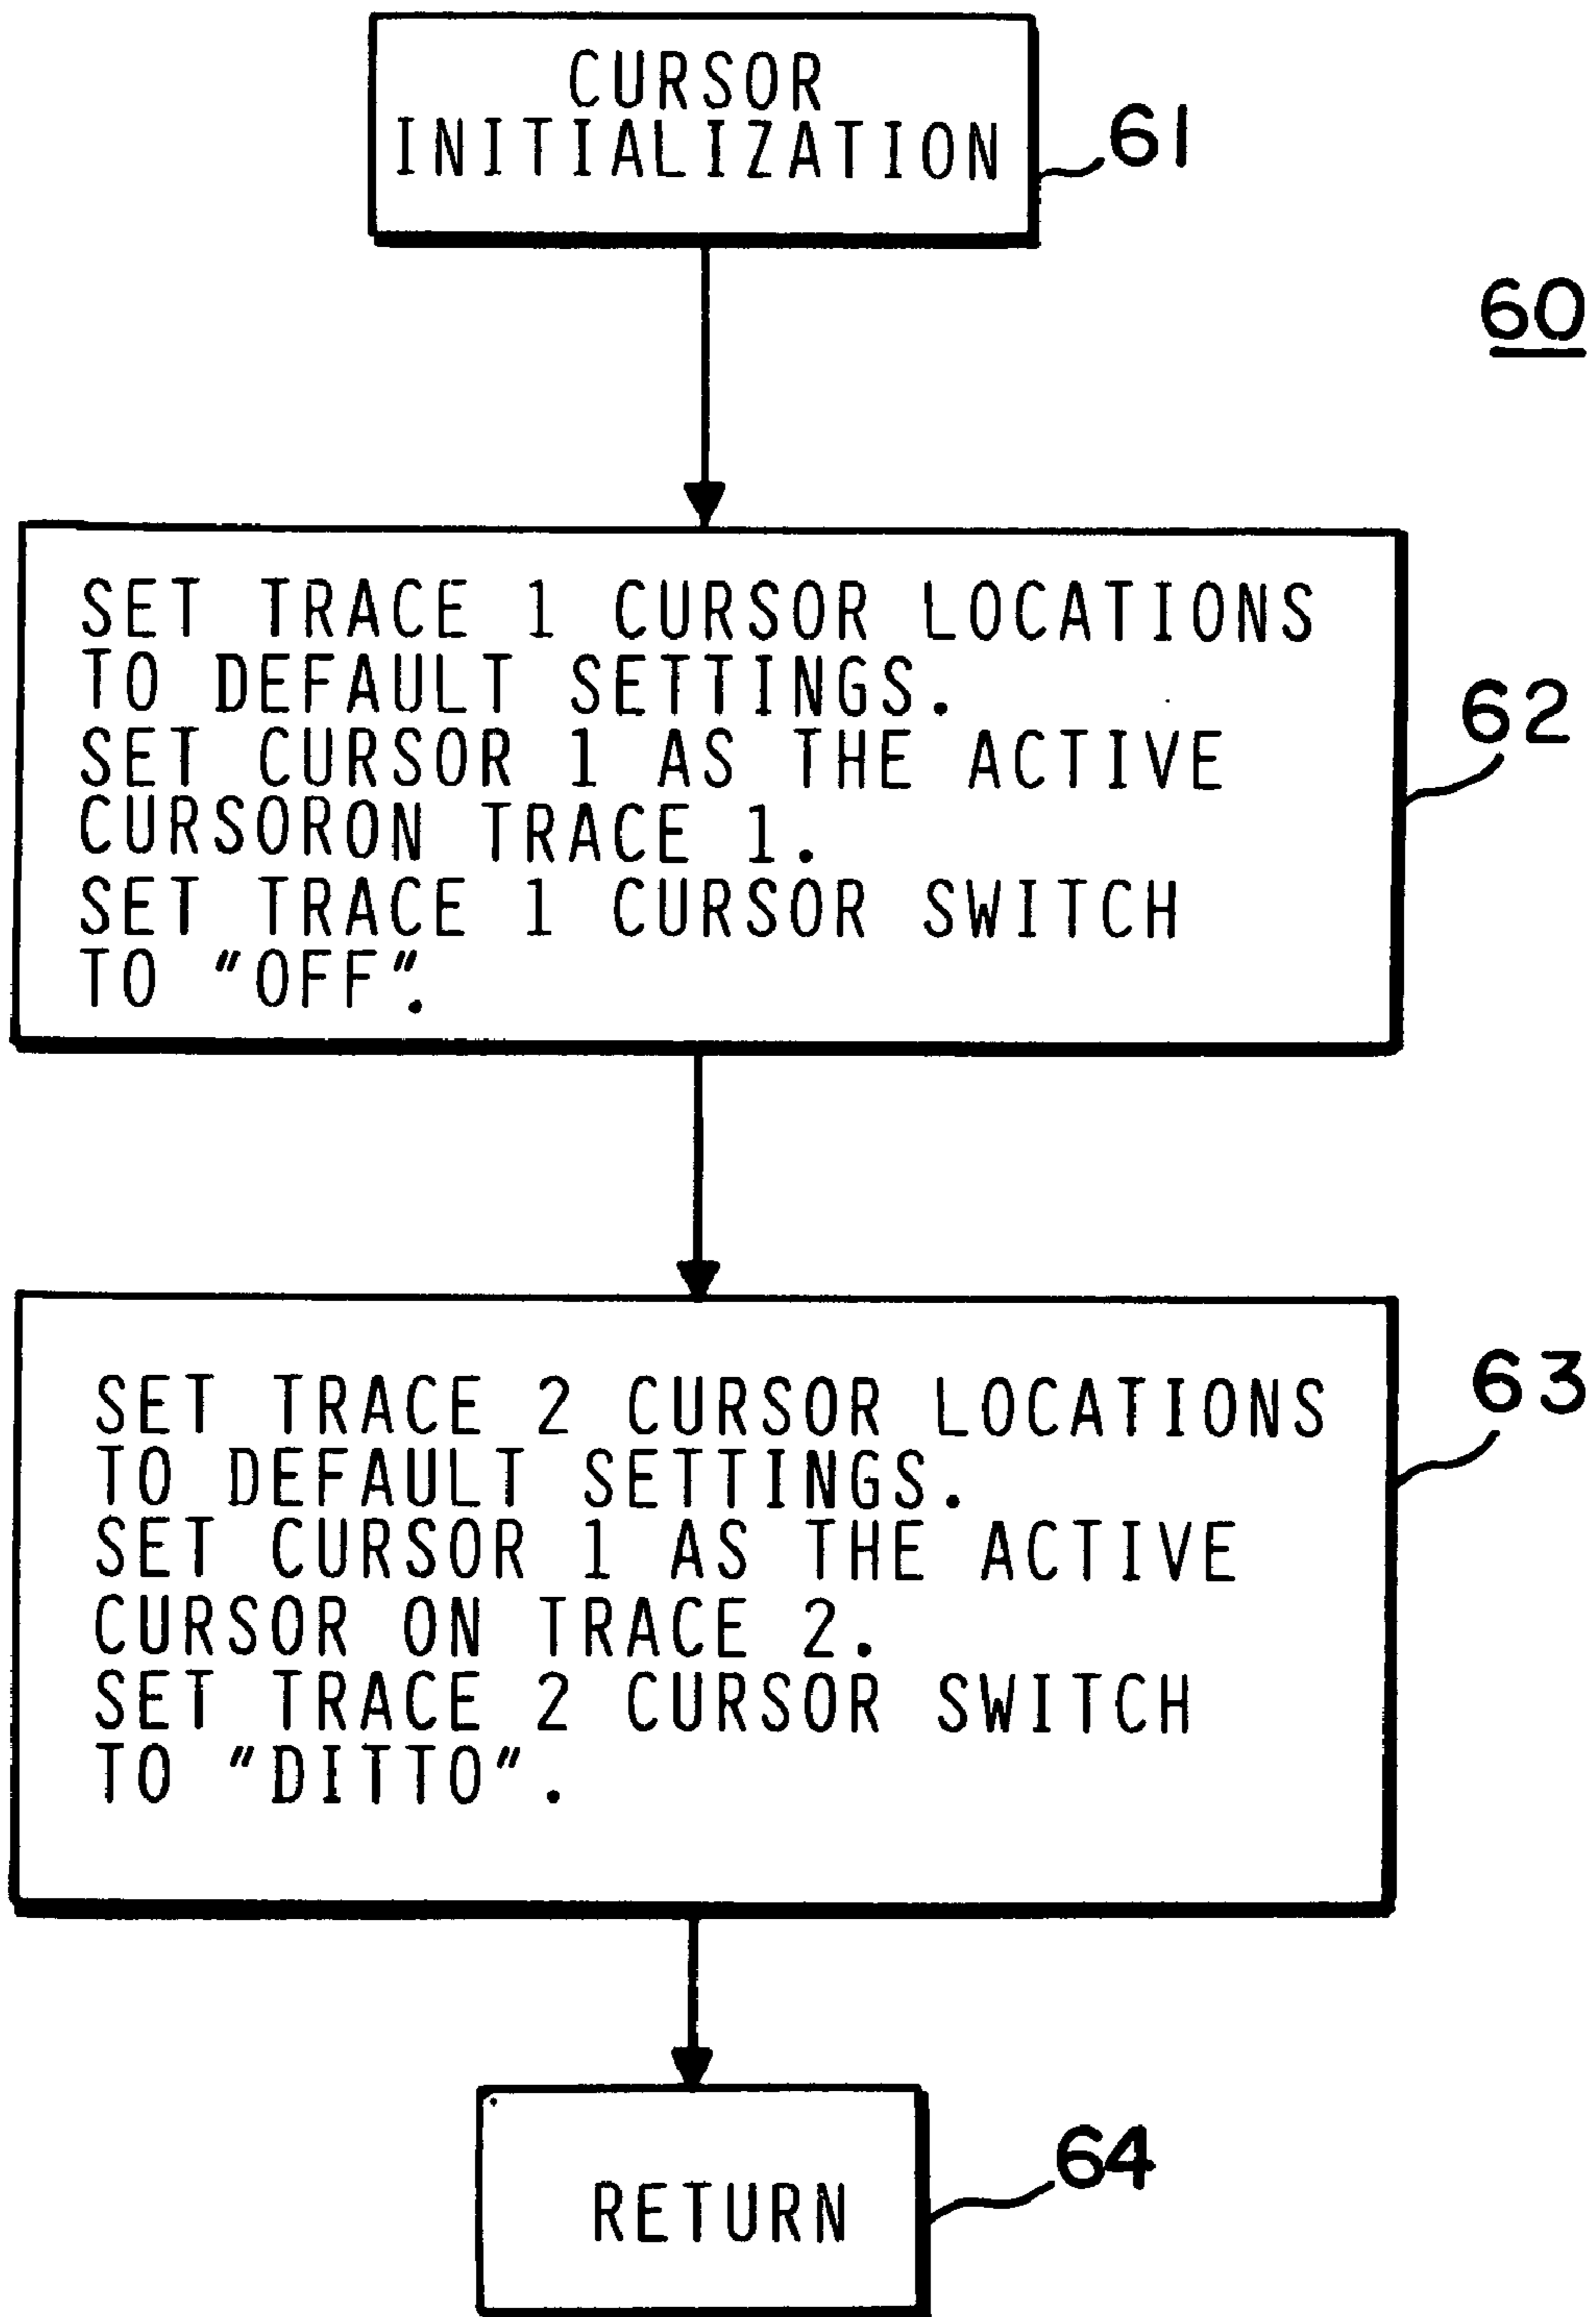 CURSOR
INITIALIZATION
61
60
SET TRACE 1 CURSOR LOCATIONS
TO DEFAULT SETTINGS.
SET CURSOR 1 AS THE ACTIVE
CURSORON TRACE 1.
SET TRACE 1 CURSOR SWITCH
TO "OFF".
62
SET TRACE 2 CURSOR LOCATIONS
TO DEFAULT SETTINGS.
SET CURSOR 1 AS THE ACTIVE
CURSOR ON TRACE 2.
SET TRACE 2 CURSOR SWITCH
TO "DITTO".
63
RETURN
64